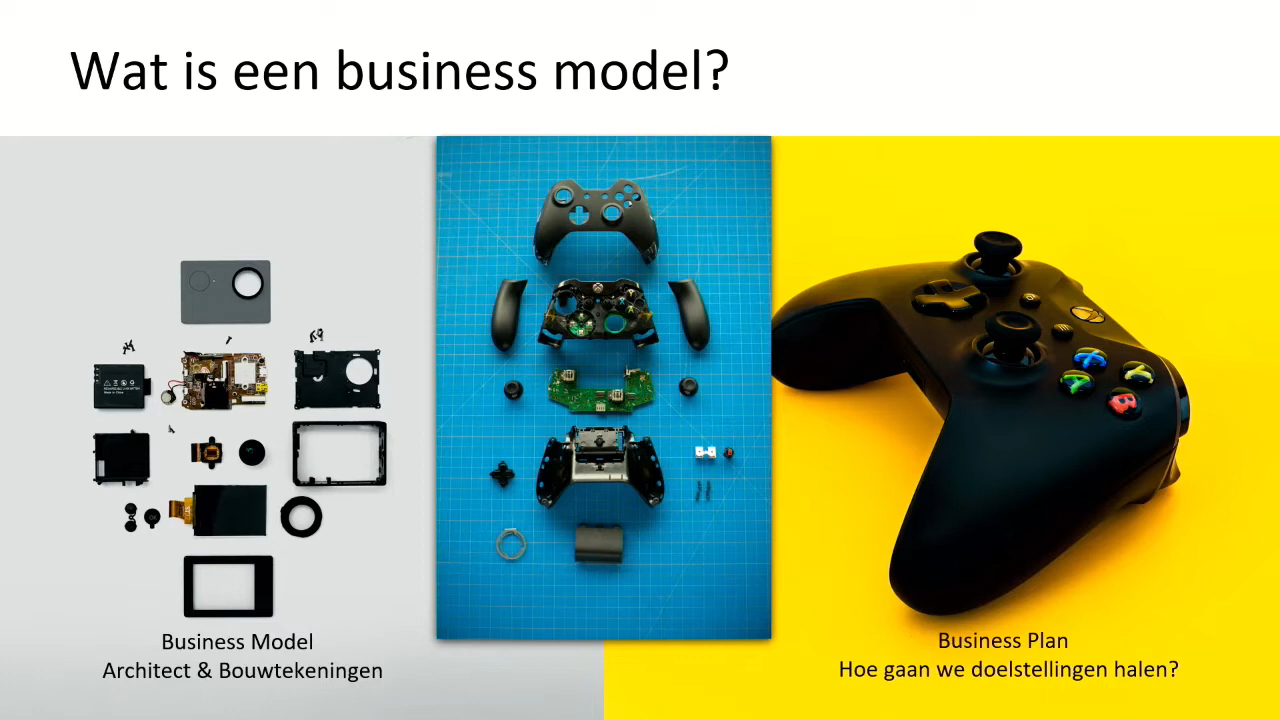 Wat is een business model?
X
Y
A
B
Business Model
Architect & Bouwtekeningen
Business Plan
Hoe gaan we doelstellingen halen?